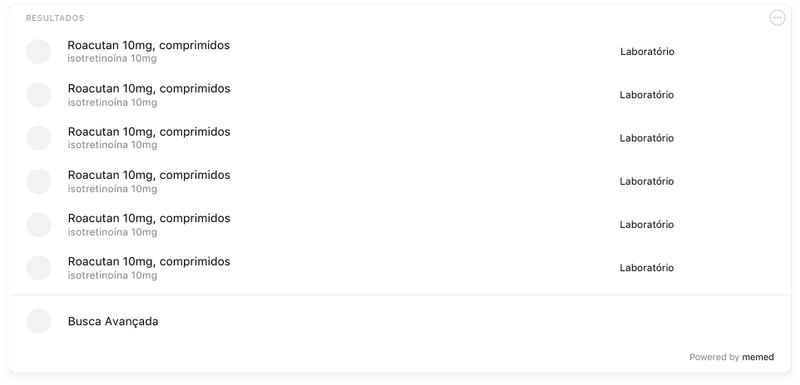 RESULTADOS
Roacutan 10mg, comprimidos
isotretinoína 10mg
Laboratório
Roacutan 10mg, comprimidos
isotretinoína 10mg
Laboratório
Roacutan 10mg, comprimidos
isotretinoína 10mg
Laboratório
Roacutan 10mg, comprimidos
isotretinoína 10mg
Laboratório
Roacutan 10mg, comprimidos
isotretinoína 10mg
Laboratório
Roacutan 10mg, comprimidos
isotretinoína 10mg
Laboratório
Busca Avançada
Powered by memed